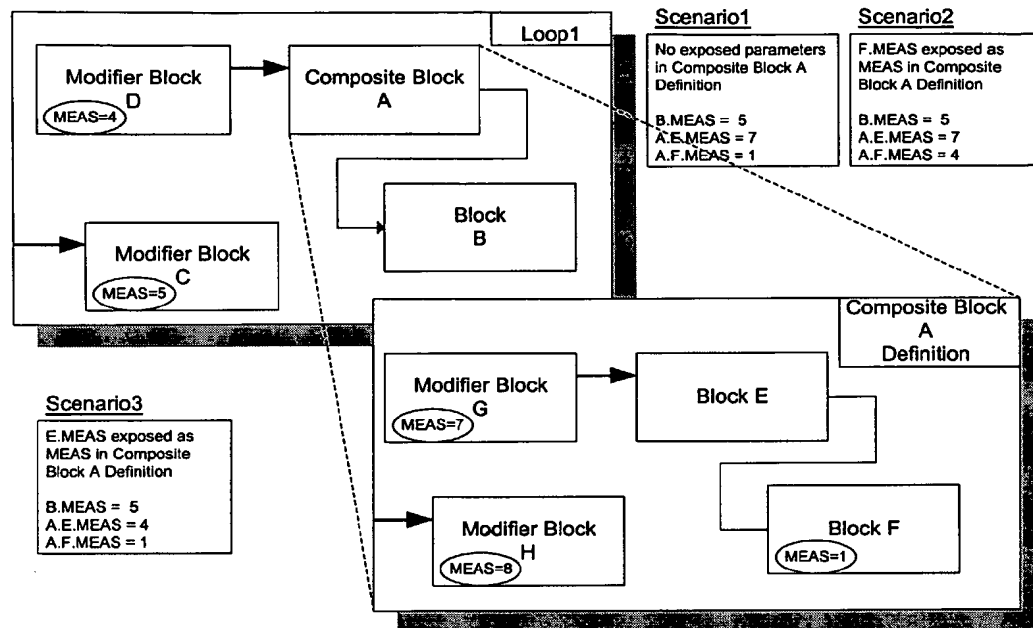 Loop1
Modifier Block
D
MEAS=4
Composite Block
A
Block
B
Modifier Block
C
MEAS=5
Scenario1
No exposed parameters
in Composite Block A
Definition
B.MEAS = 5
A.E.MEAS = 7
A.F.MEAS = 1
Scenario2
F.MEAS exposed as
MEAS in Composite
Block A Definition
B.MEAS = 5
A.E.MEAS = 7
A.F.MEAS = 4
Composite Block
A
Definition
Modifier Block
G
MEAS=7
Block E
Modifier Block
H
MEAS=8
Block F
MEAS=1
Scenario3
E.MEAS exposed as
MEAS in Composite
Block A Definition
B.MEAS = 5
A.E.MEAS = 4
A.F.MEAS = 1